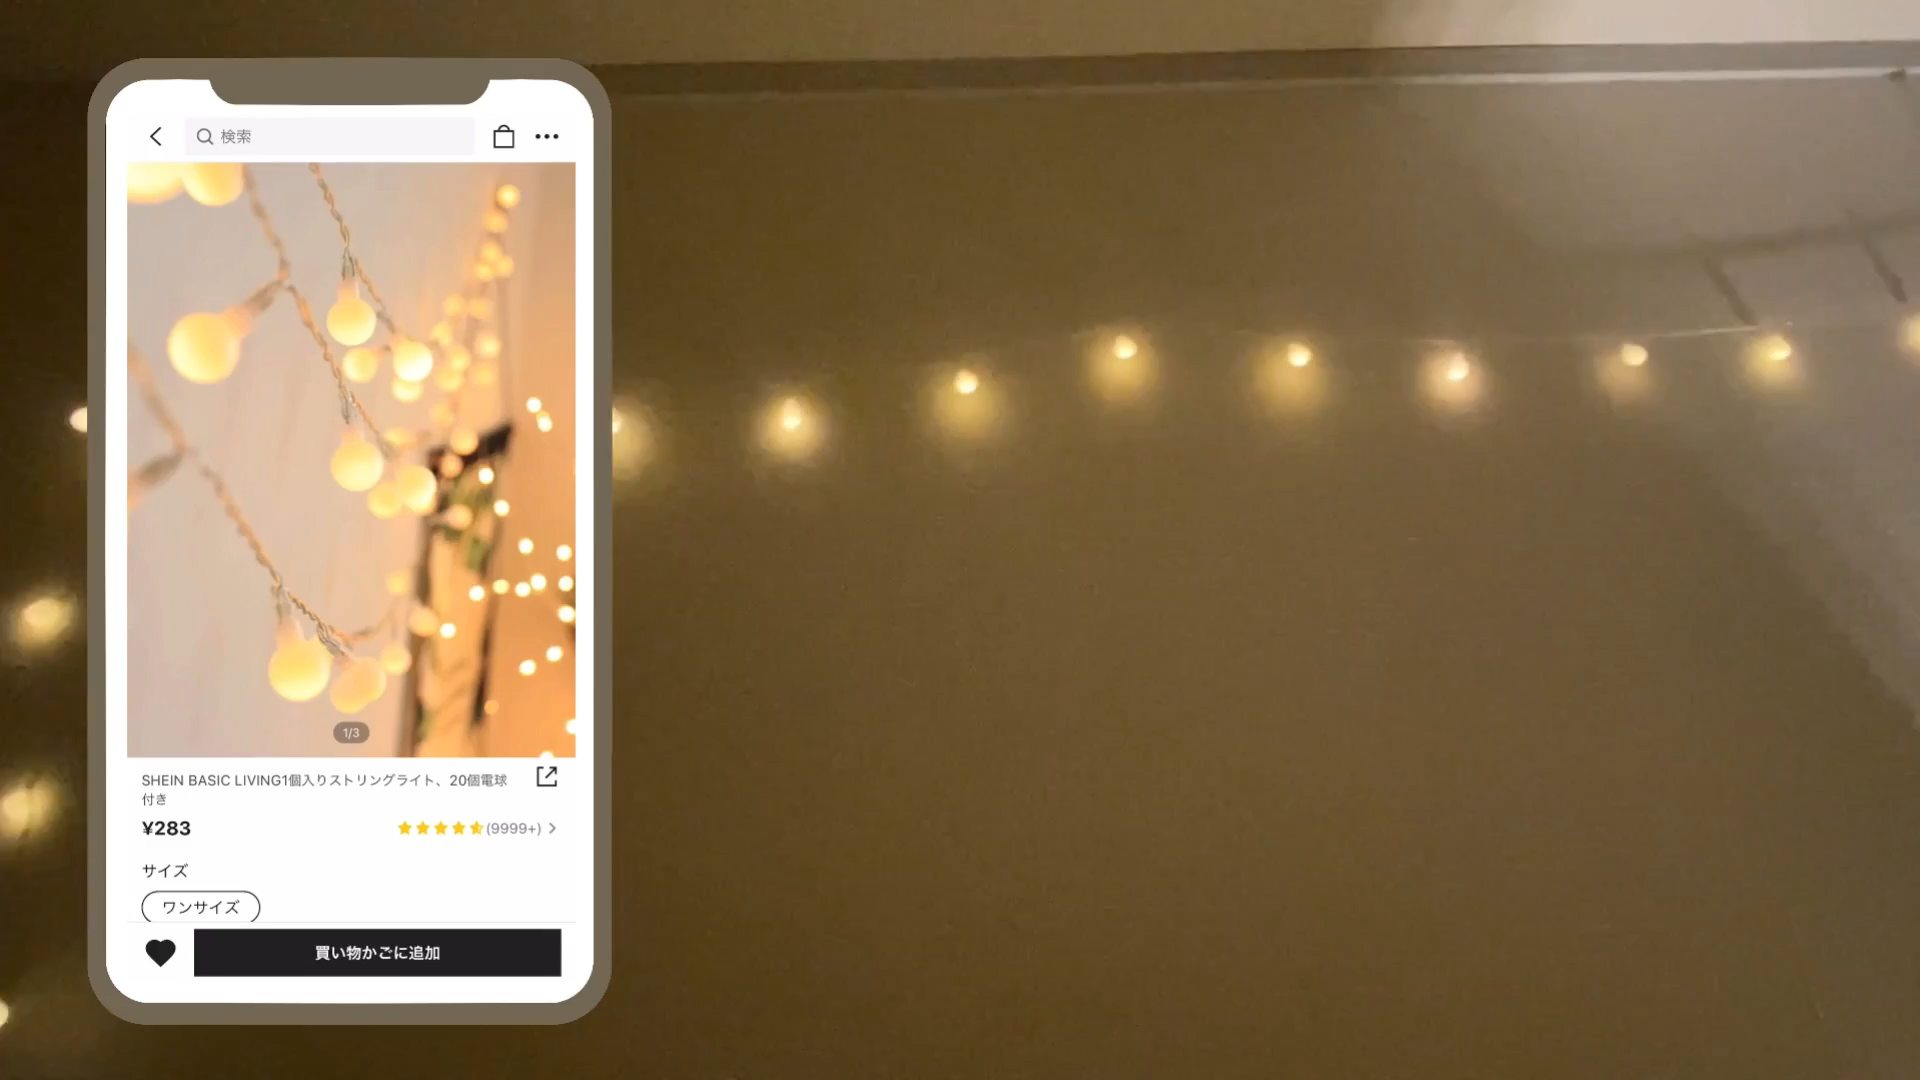 検索
1/3
SHEIN BASIC LIVING1個入りストリングライト、20個電球
付き
¥283
(9999+)
サイズ
ワンサイズ
買い物かごに追加